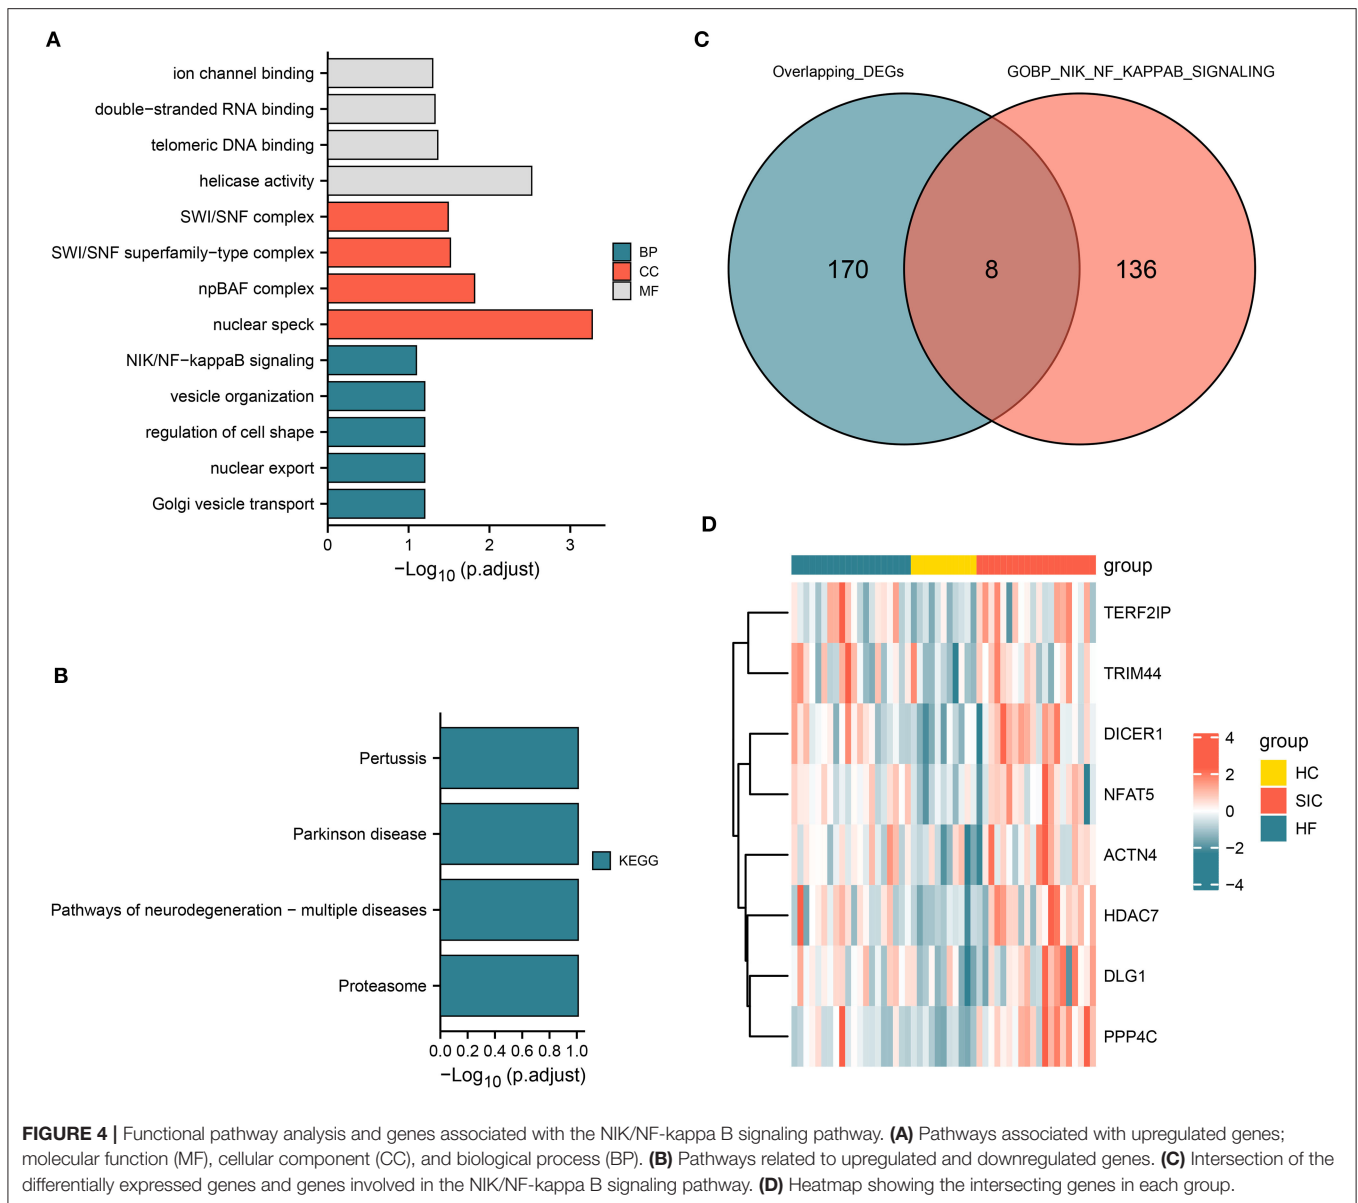 A
ion channel binding
double−stranded RNA binding
telomeric DNA binding
helicase activity
SWI/SNF complex
SWI/SNF superfamily−type complex
npBAF complex
nuclear speck
NIK/NF−kappaB signaling
vesicle organization
regulation of cell shape
nuclear export
Golgi vesicle transport
0 1 2 3
−Log10 (p.adjust)
BP
CC
MF
B
Pertussis
Parkinson disease
Pathways of neurodegeneration − multiple diseases
Proteasome
0.0 0.2 0.4 0.6 0.8 1.0
−Log10 (p.adjust)
KEGG
C
Overlapping_DEGs GOBP_NIK_NF_KAPPAB_SIGNALING
170 8 136
D
group
TERF2IP
TRIM44
DICER1
NFAT5
ACTN4
HDAC7
DLG1
PPP4C
4
2
0
−2
−4
group
HC
SIC
HF
FIGURE 4 | Functional pathway analysis and genes associated with the NIK/NF-kappa B signaling pathway. (A) Pathways associated with upregulated genes;
molecular function (MF), cellular component (CC), and biological process (BP). (B) Pathways related to upregulated and downregulated genes. (C) Intersection of the
differentially expressed genes and genes involved in the NIK/NF-kappa B signaling pathway. (D) Heatmap showing the intersecting genes in each group.